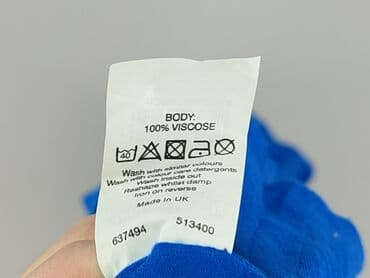 BODY:
100% VISCOSE
40
Wash with similar colours
Wash with colour care detergents
Wash inside out
Reshape whilst damp
Iron on reverse
Made in UK
637494 513400